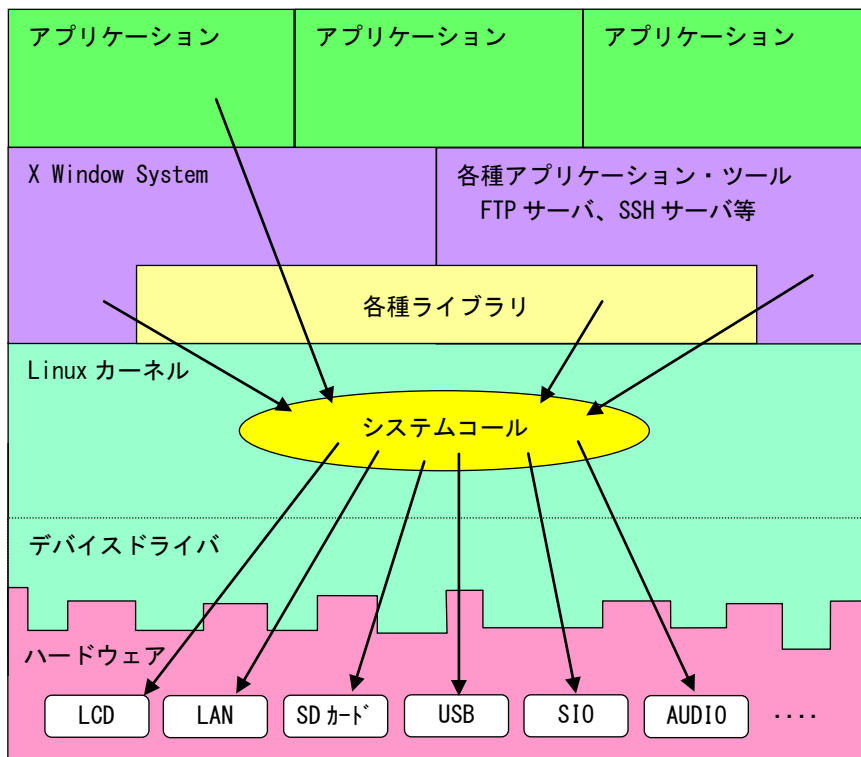 アプリケーション
アプリケーション
アプリケーション
X Window System
各種アプリケーション・ツール
FTP サーバ、SSH サーバ等
各種ライブラリ
Linux カーネル
システムコール
デバイスドライバ
ハードウェア
LCD
LAN
SD ｶｰﾄﾞ
USB
SIO
AUDIO
‥‥